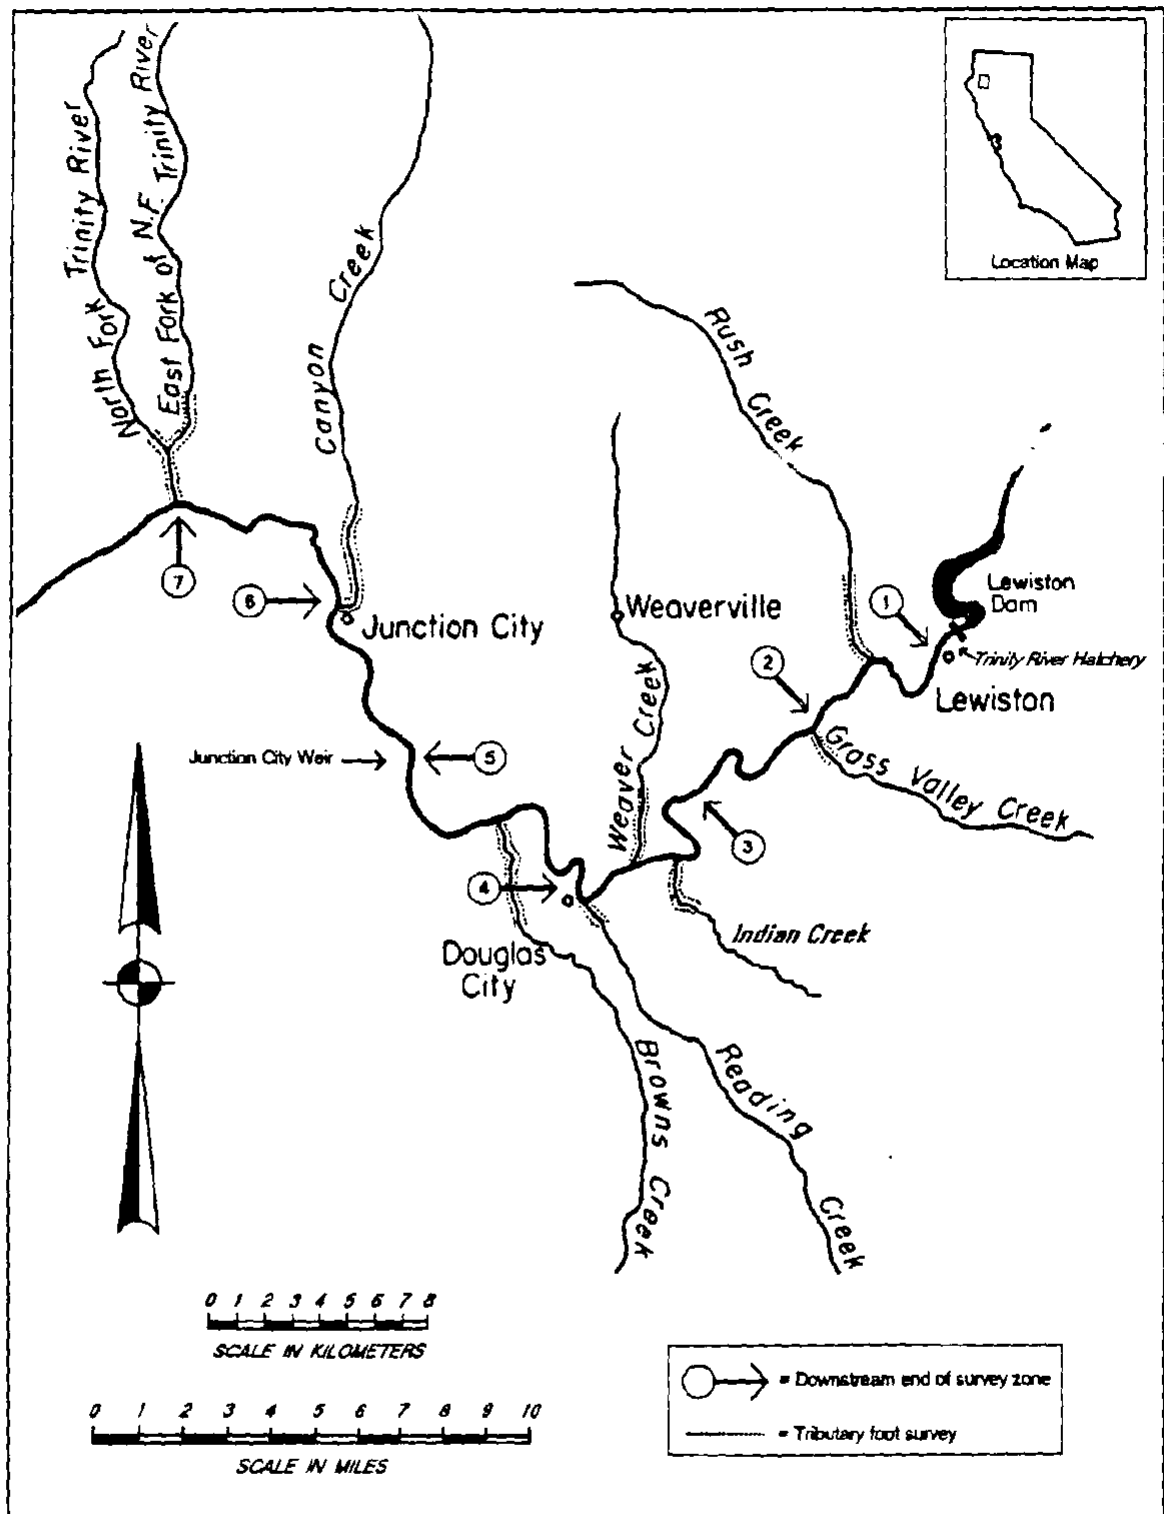 North Fork Trinity River
East Fork of N.F. Trinity River
Canyon Creek
Location Map
Rush Creek
Lewiston
Dam
1
Trinity River Hatchery
Lewiston
7
6
Junction City
Weaverville
2
Weaver Creek
Grass Valley Creek
Junction City Weir
5
3
4
Douglas
City
Indian Creek
Browns Creek
Reading Creek
0 1 2 3 4 5 6 7 8
SCALE IN KILOMETERS
0 1 2 3 4 5 6 7 8 9 10
SCALE IN MILES
= Downstream end of survey zone
= Tributary foot survey